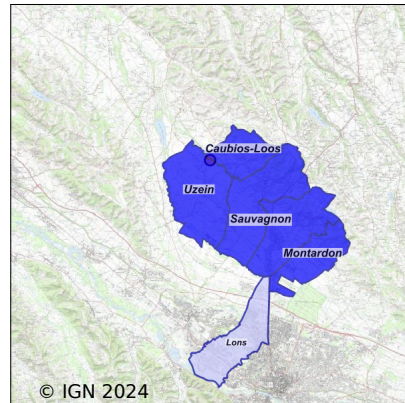 Caubios-Loos
Uzein
Sauvagnon
Montardon
Lons
© IGN 2024